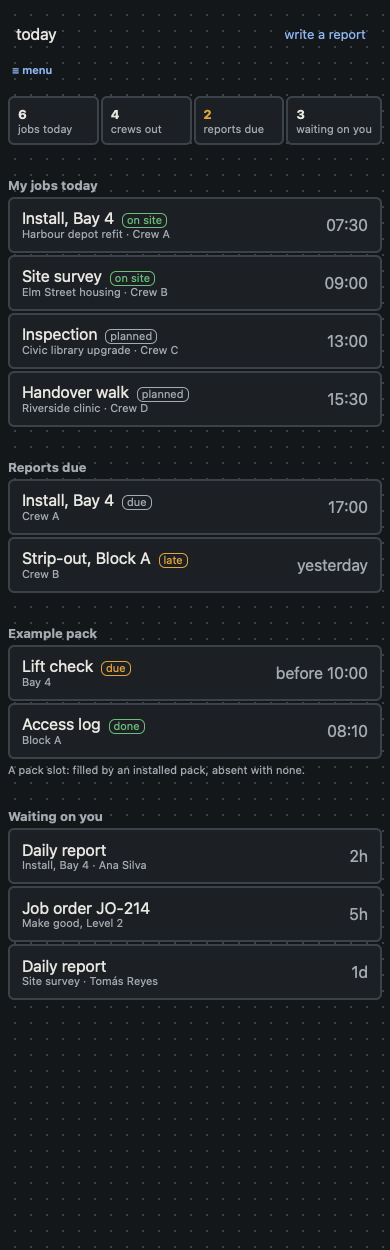 today
write a report
≡ menu
6
jobs today
4
crews out
2
reports due
3
waiting on you
My jobs today
Install, Bay 4 on site
07:30
Harbour depot refit · Crew A
Site survey on site
09:00
Elm Street housing · Crew B
Inspection planned
13:00
Civic library upgrade · Crew C
Handover walk planned
15:30
Riverside clinic · Crew D
Reports due
Install, Bay 4 due
17:00
Crew A
Strip-out, Block A late
yesterday
Crew B
Example pack
Lift check due
before 10:00
Bay 4
Access log done
08:10
Block A
A pack slot: filled by an installed pack, absent with none.
Waiting on you
Daily report
2h
Install, Bay 4 · Ana Silva
Job order JO-214
5h
Make good, Level 2
Daily report
1d
Site survey · Tomás Reyes